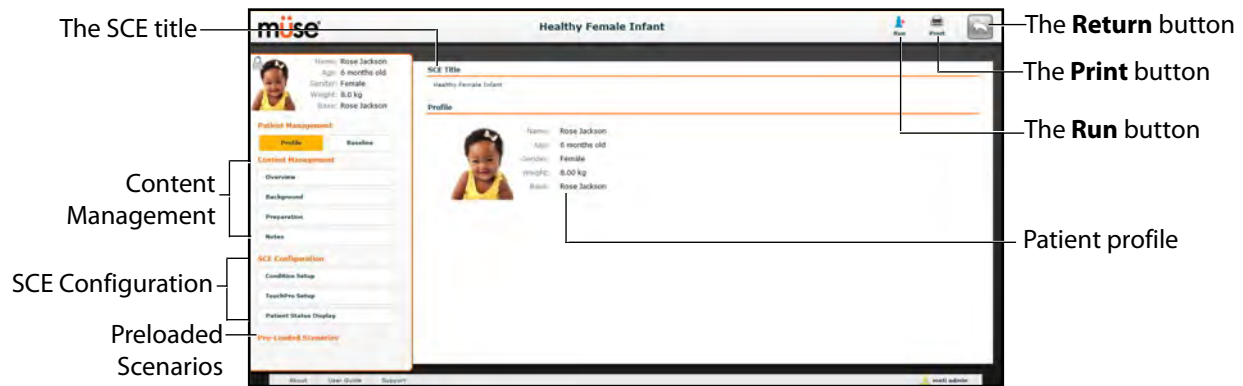 The SCE title
müse
Healthy Female Infant
Run
Print
The Return button
The Print button
The Run button
Name: Rose Jackson
Age: 6 months old
Gender: Female
Weight: 8.0 kg
Basis: Rose Jackson
SCE Title
Healthy Female Infant
Profile
Name: Rose Jackson
Age: 6 months old
Gender: Female
Weight: 8.00 kg
Basis: Rose Jackson
Patient Management
Profile
Baseline
Content Management
Overview
Background
Preparation
Notes
Content
Management
SCE Configuration
Condition Setup
TouchPro Setup
Patient Status Display
SCE Configuration
Pre-Loaded Scenarios
Preloaded
Scenarios
Patient profile
About
User Guide
Support
meti admin